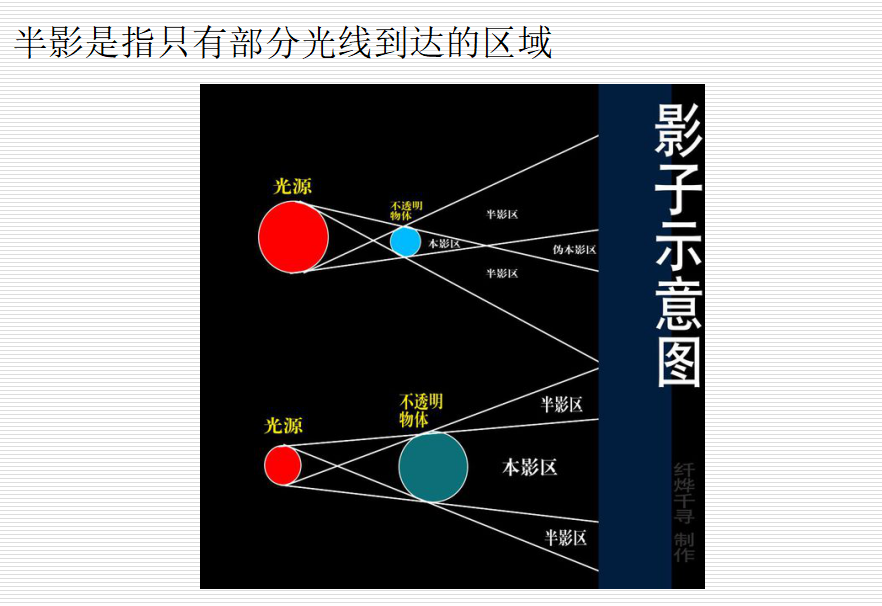 半影是指只有部分光线到达的区域
影子示意图
光源
不透明
物体
半影区
本影区
伪本影区
半影区
不透明
物体
光源
半影区
本影区
半影区
纤烨千寻 制作